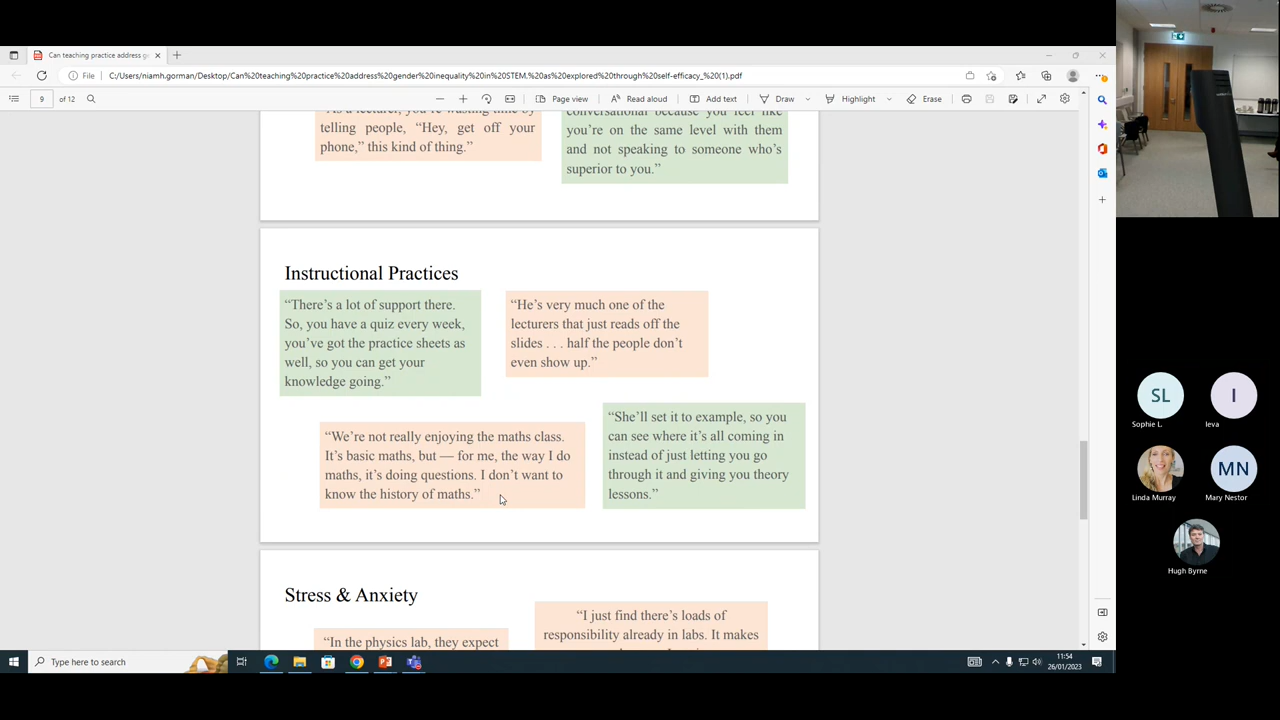 Can teaching practice address g
File
C:/Users/niamh.gorman/Desktop/Can%20teaching%20practice%20address%20gender%20inequality%20in%20STEM,%20as%20explored%20through%20self-efficacy_%20(1).pdf
9
of 12
Page view
Read aloud
Add text
Draw
Highlight
Erase
telling people, “Hey, get off your
phone,” this kind of thing.”
conversational because you feel like
you’re on the same level with them
and not speaking to someone who’s
superior to you.”
Instructional Practices
“There’s a lot of support there.
So, you have a quiz every week,
you’ve got the practice sheets as
well, so you can get your
knowledge going.”
“He’s very much one of the
lecturers that just reads off the
slides . . . half the people don’t
even show up.”
“We’re not really enjoying the maths class.
It’s basic maths, but — for me, the way I do
maths, it’s doing questions. I don’t want to
know the history of maths.”
“She’ll set it to example, so you
can see where it’s all coming in
instead of just letting you go
through it and giving you theory
lessons.”
Stress & Anxiety
“In the physics lab, they expect
“I just find there’s loads of
responsibility already in labs. It makes
SL
Sophie L.
I
Ieva
Linda Murray
MN
Mary Nestor
Hugh Byrne
Type here to search
11:54
26/01/2023